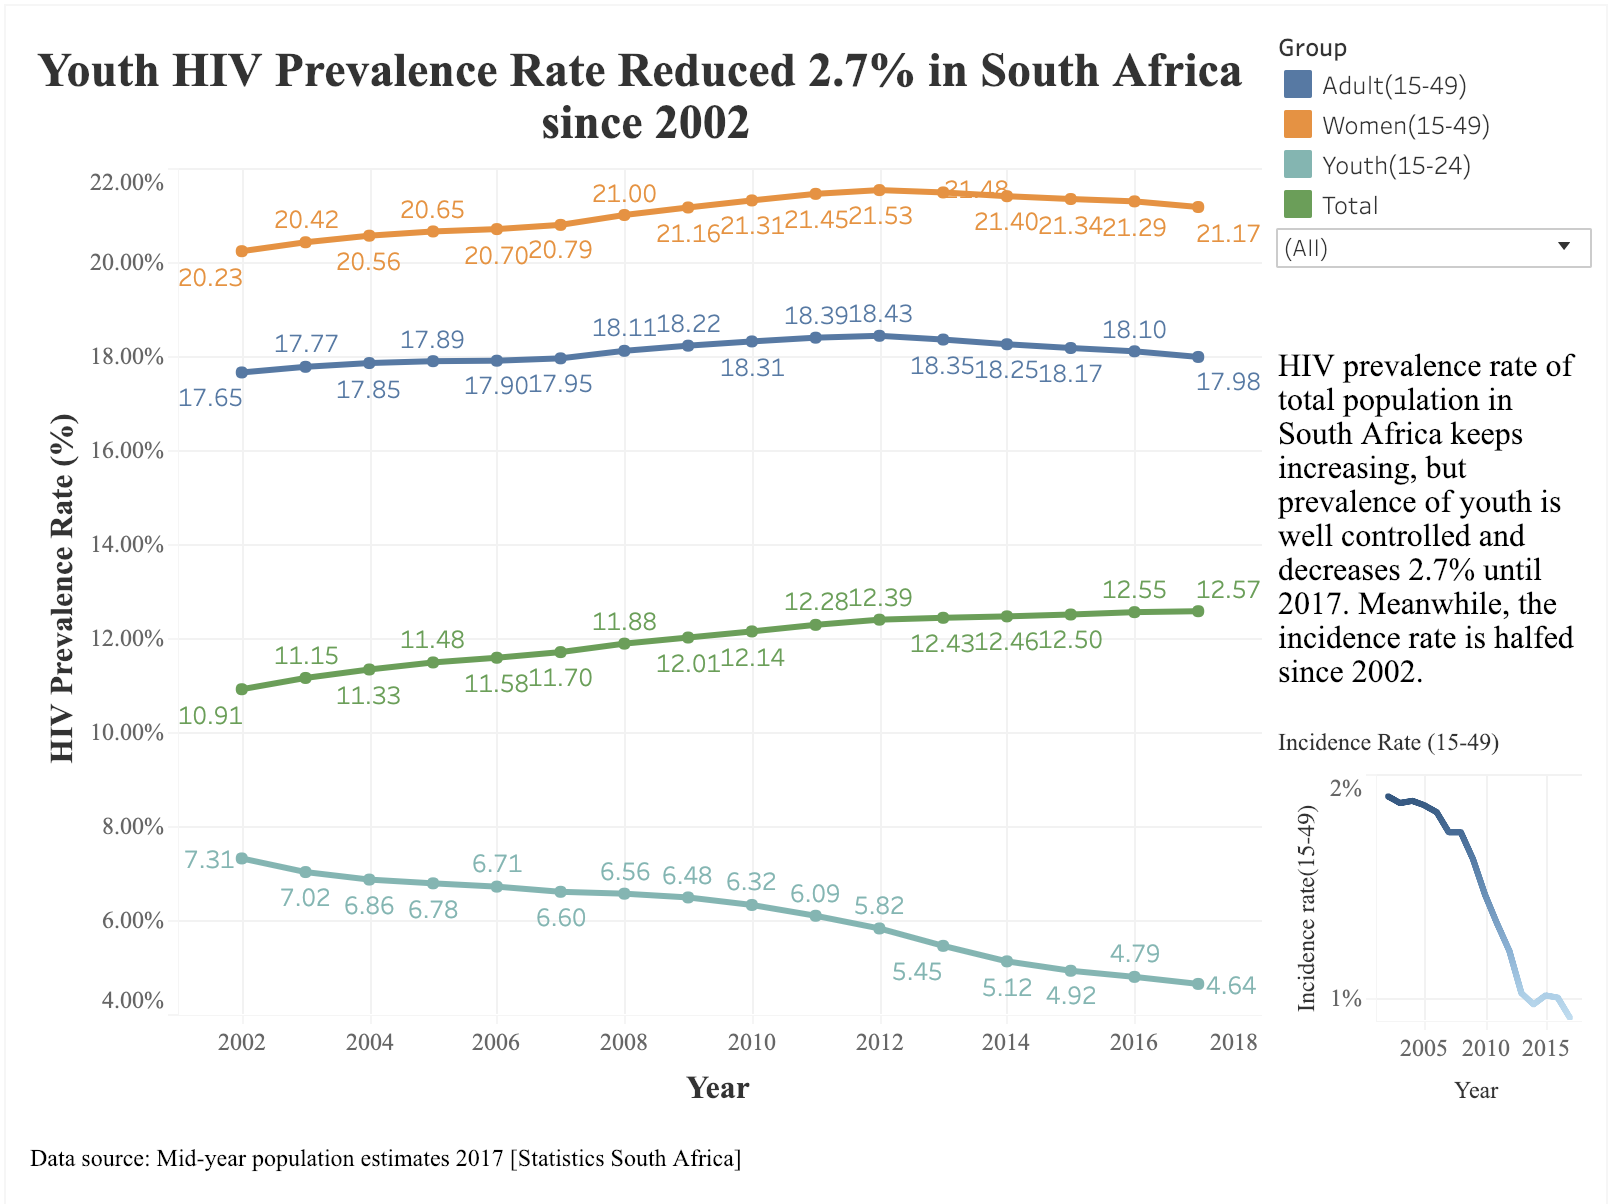 Youth HIV Prevalence Rate Reduced 2.7% in South Africa
since 2002
Group
Adult(15-49)
Women(15-49)
Youth(15-24)
Total
(All)
HIV Prevalence Rate (%)
22.00%
20.00%
18.00%
16.00%
14.00%
12.00%
10.00%
8.00%
6.00%
4.00%
20.23 20.42 20.56 20.65 20.70 20.79 21.00 21.16 21.31 21.45 21.53 21.48 21.40 21.34 21.29 21.17
17.65 17.77 17.85 17.89 17.90 17.95 18.11 18.22 18.31 18.39 18.43 18.35 18.25 18.17 18.10 17.98
10.91 11.15 11.33 11.48 11.58 11.70 11.88 12.01 12.14 12.28 12.39 12.43 12.46 12.50 12.55 12.57
7.31 7.02 6.86 6.78 6.71 6.60 6.56 6.48 6.32 6.09 5.82 5.45 5.12 4.92 4.79 4.64
2002 2004 2006 2008 2010 2012 2014 2016 2018
Year
HIV prevalence rate of
total population in
South Africa keeps
increasing, but
prevalence of youth is
well controlled and
decreases 2.7% until
2017. Meanwhile, the
incidence rate is halfed
since 2002.
Incidence Rate (15-49)
Incidence rate(15-49)
2%
1%
2005 2010 2015
Year
Data source: Mid-year population estimates 2017 [Statistics South Africa]